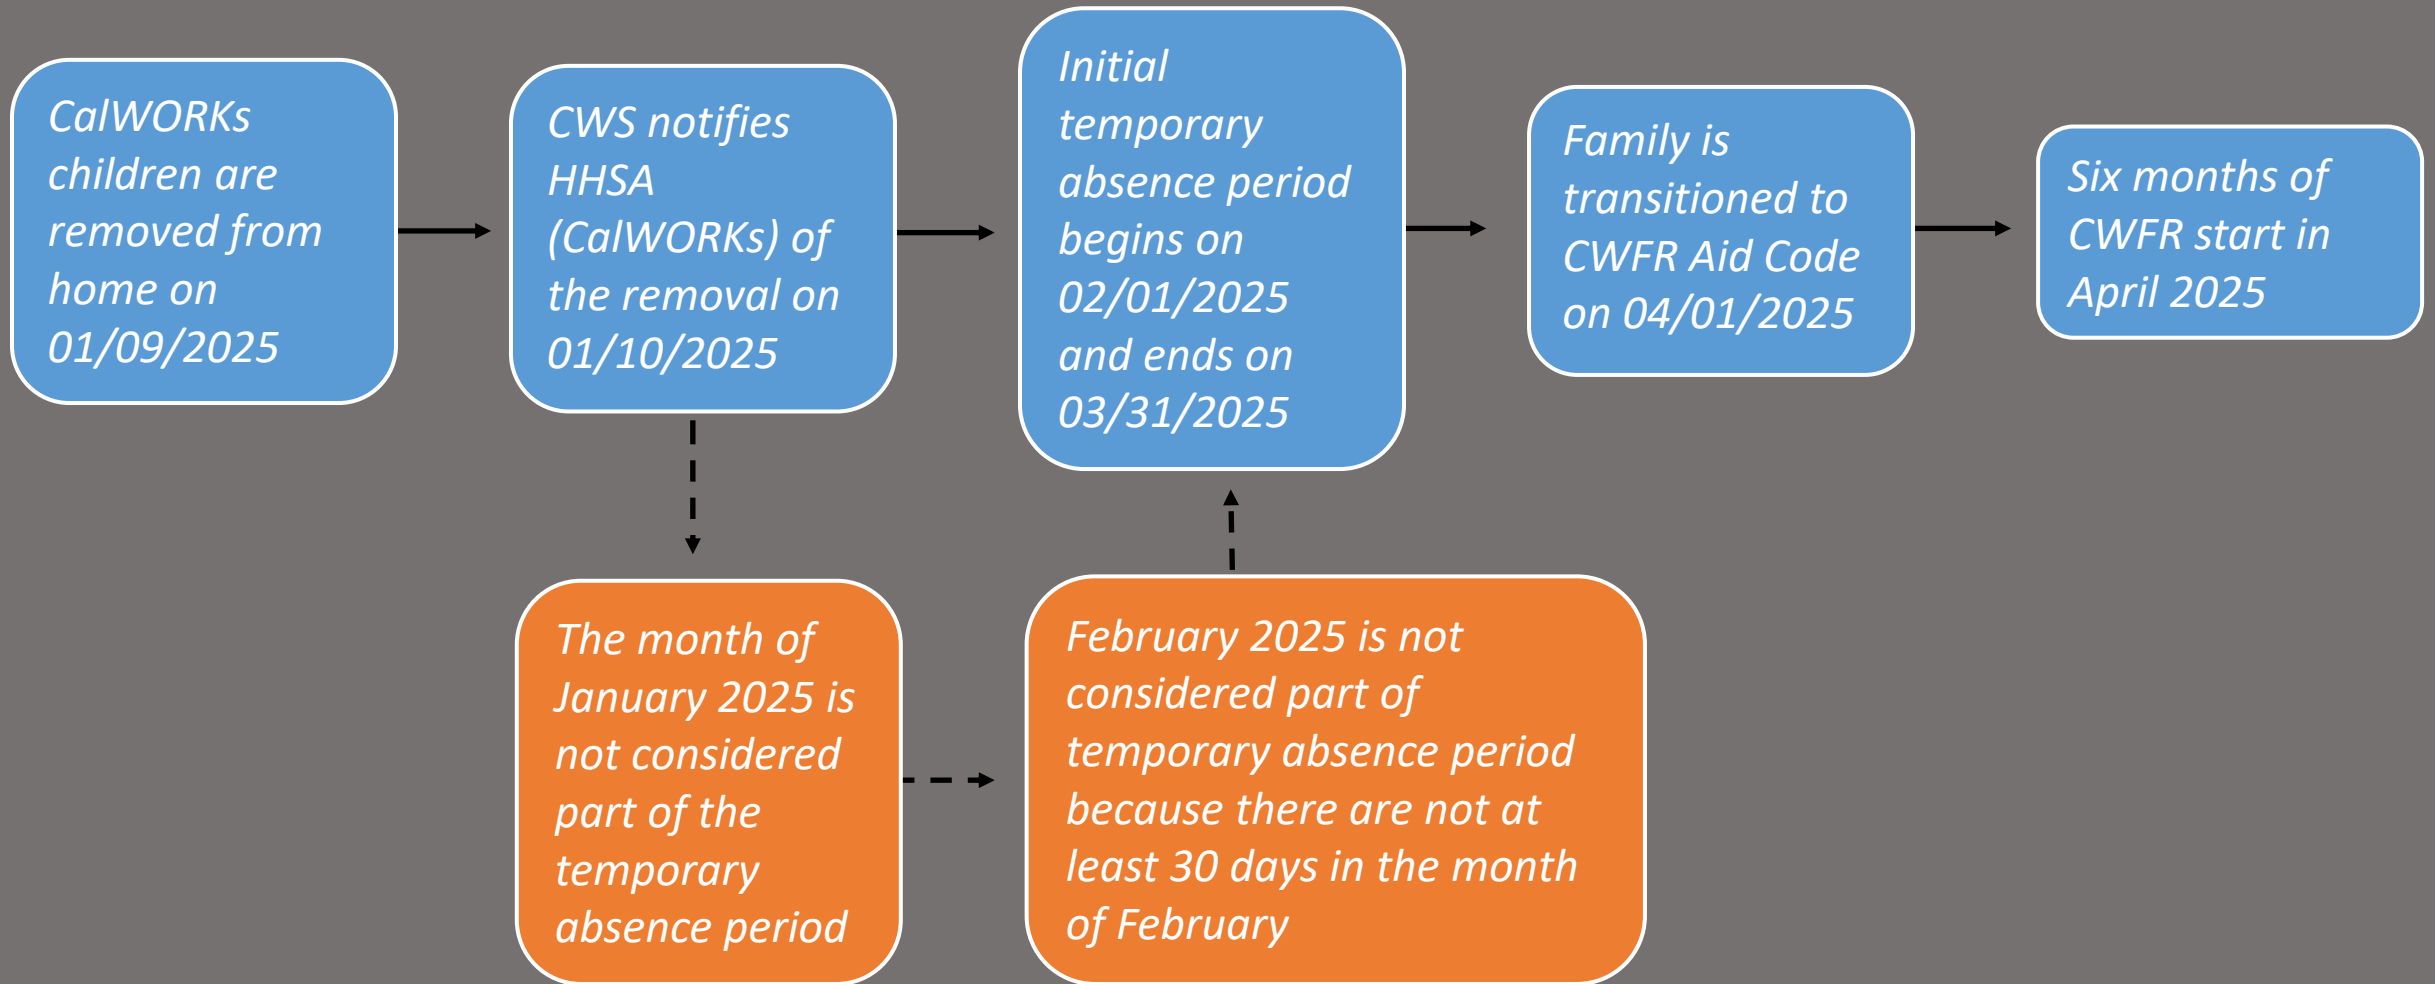 CalWORKs
children are
removed from
home on
01/09/2025
CWS notifies
HHSA
(CalWORKs) of
the removal on
01/10/2025
Initial
temporary
absence period
begins on
02/01/2025
and ends on
03/31/2025
Family is
transitioned to
CWFR Aid Code
on 04/01/2025
Six months of
CWFR start in
April 2025
The month of
January 2025 is
not considered
part of the
temporary
absence period
February 2025 is not
considered part of
temporary absence period
because there are not at
least 30 days in the month
of February